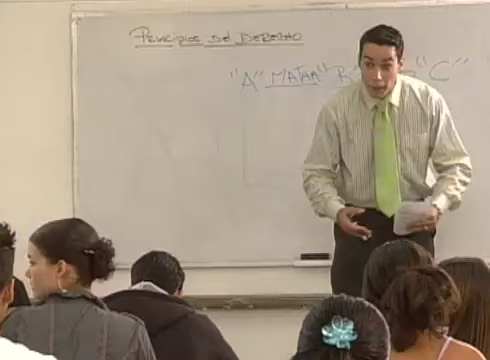 PRINCIPIOS DEL DERECHO
"A" MATAR "B" "C"